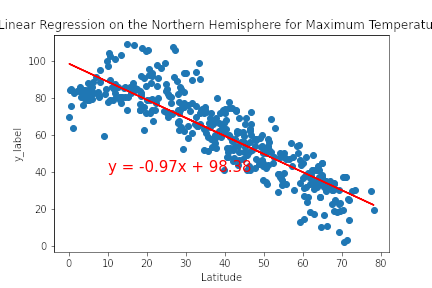 Linear Regression on the Northern Hemisphere for Maximum Temperatu
y_label
100
80
60
40
20
0
y = -0.97x + 98.38
0 10 20 30 40 50 60 70 80
Latitude